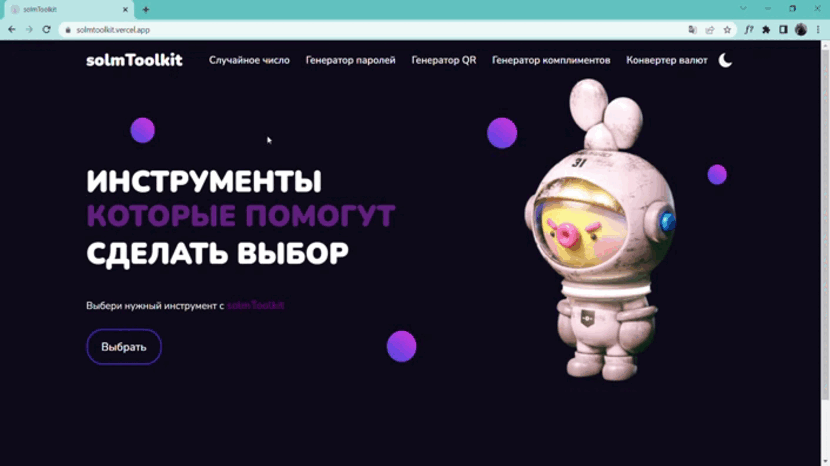 solmToolkit
solmtoolkit.vercel.app
solmToolkit Случайное число Генератор паролей Генератор QR Генератор комплиментов Конвертер валют
31
ИНСТРУМЕНТЫ
КОТОРЫЕ ПОМОГУТ
СДЕЛАТЬ ВЫБОР
Выбери нужный инструмент с solmToolkit
Выбрать